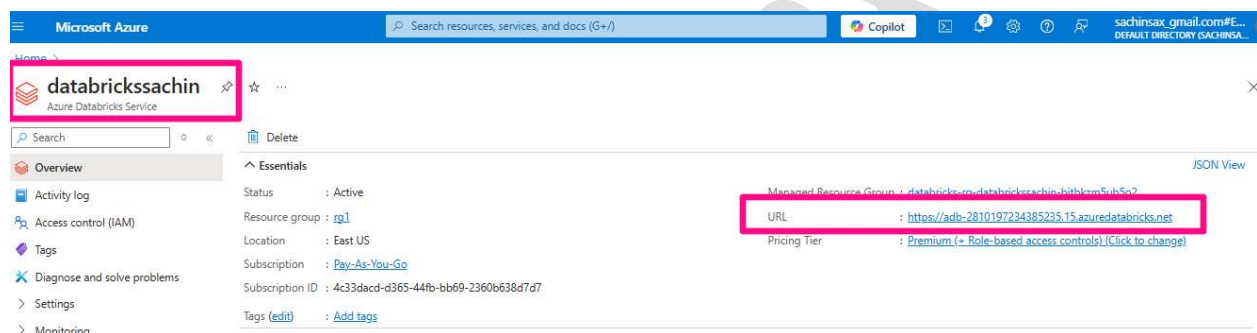 Microsoft Azure
Search resources, services, and docs (G+/)
Copilot
3
sachinsax_gmail.com#E...
DEFAULT DIRECTORY (SACHINSA...
Home >
databrickssachin
Azure Databricks Service
Search
Delete
Overview
Essentials
JSON View
Activity log
Status : Active
Managed Resource Group : databricks-rg-databrickssachin-
Access control (IAM)
Resource group : rg1
URL : https://adb-2810197234385235.15.azuredatabricks.net
Tags
Location : East US
Pricing Tier : Premium (+ Role-based access controls) (Click to change)
Diagnose and solve problems
Subscription : Pay-As-You-Go
Settings
Subscription ID : 4c33dacd-d365-44fb-bb69-2360b638d7d7
Monitoring
Tags (edit) : Add tags